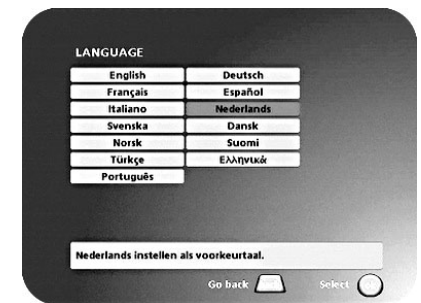 LANGUAGE
English Deutsch
Français Español
Italiano Nederlands
Svenska Dansk
Norsk Suomi
Türkçe Ελληνικά
Português
Nederlands instellen als voorkeurtaal.
Go back Select